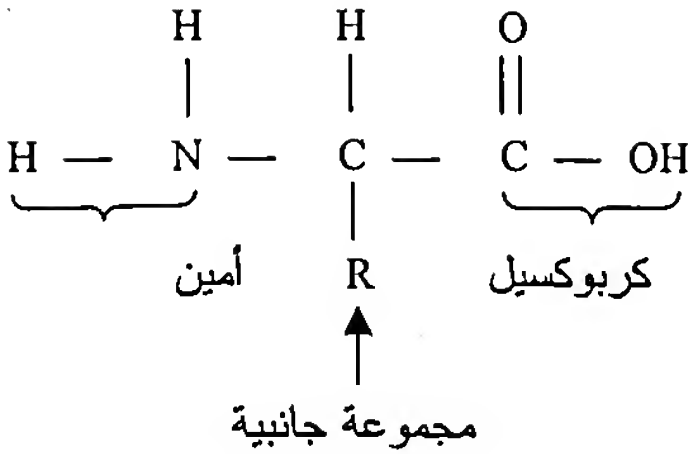 H H O
H — N — C — C — OH
أمين R كربوكسيل
مجموعة جانبية